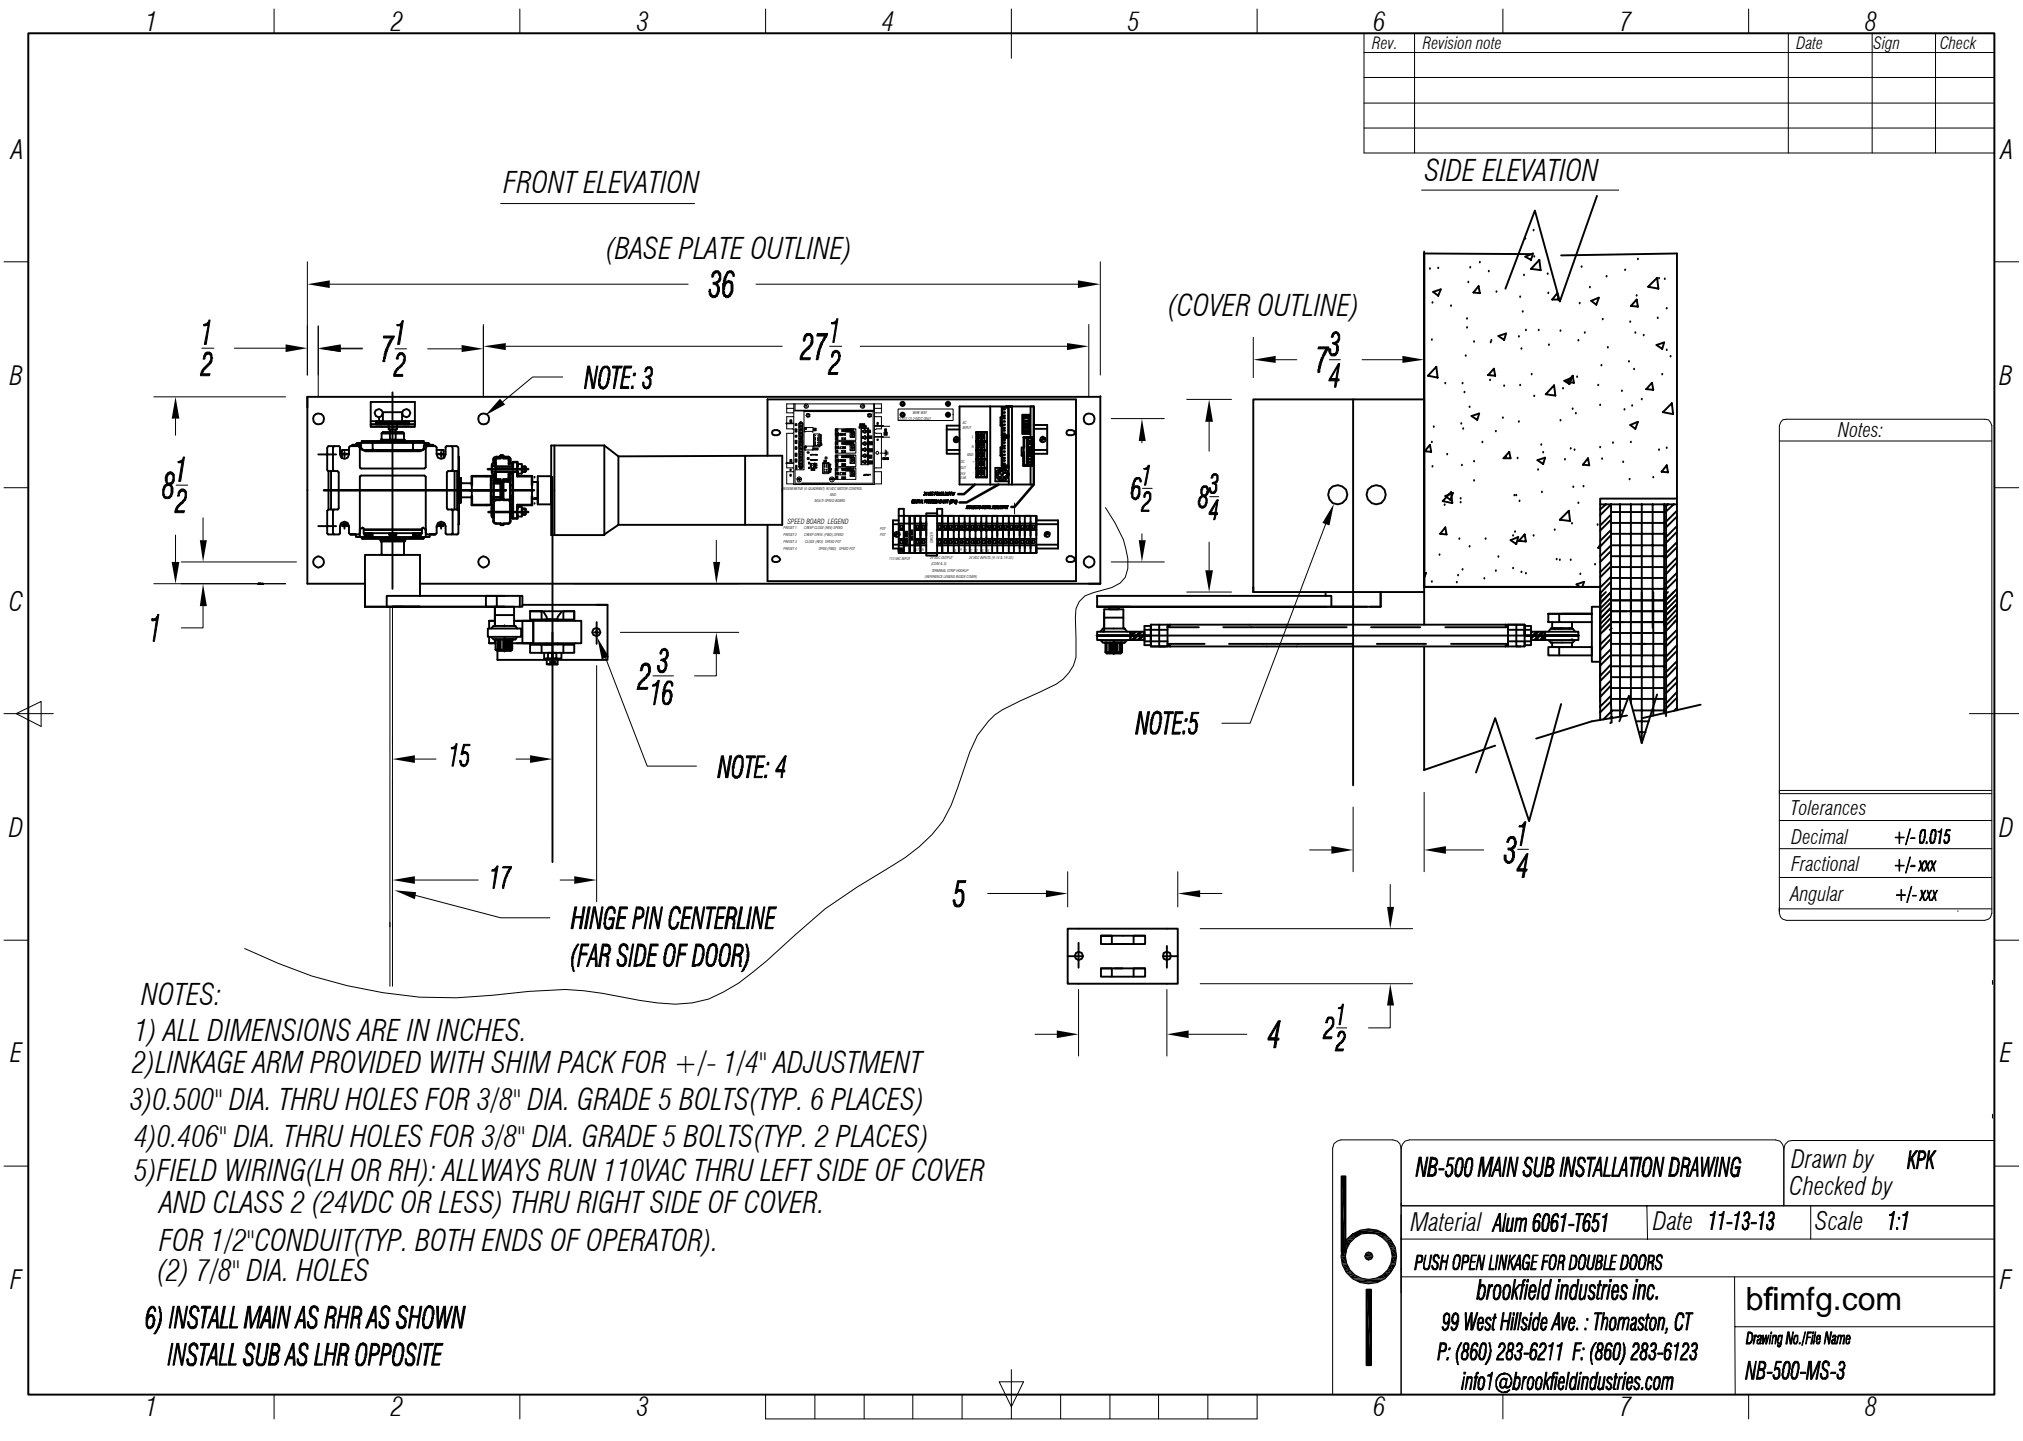 1 2 3 4 5 6 7 8
Rev. Revision note Date Sign Check
A A
B B
C C
D D
E E
F F
FRONT ELEVATION
SIDE ELEVATION
(BASE PLATE OUTLINE)
36
(COVER OUTLINE)
1/2
7 1/2
27 1/2
7 3/4
NOTE: 3
8 1/2
6 1/2
8 3/4
SPEED BOARD LEGEND
1
2 3/16
NOTE:5
15
NOTE: 4
3 1/4
17
5
HINGE PIN CENTERLINE
(FAR SIDE OF DOOR)
4
2 1/2
Notes:
Tolerances
Decimal +/- 0.015
Fractional +/- xxx
Angular +/- xxx
NOTES:
1) ALL DIMENSIONS ARE IN INCHES.
2)LINKAGE ARM PROVIDED WITH SHIM PACK FOR +/- 1/4" ADJUSTMENT
3)0.500" DIA. THRU HOLES FOR 3/8" DIA. GRADE 5 BOLTS(TYP. 6 PLACES)
4)0.406" DIA. THRU HOLES FOR 3/8" DIA. GRADE 5 BOLTS(TYP. 2 PLACES)
5)FIELD WIRING(LH OR RH): ALLWAYS RUN 110VAC THRU LEFT SIDE OF COVER
AND CLASS 2 (24VDC OR LESS) THRU RIGHT SIDE OF COVER.
FOR 1/2"CONDUIT(TYP. BOTH ENDS OF OPERATOR).
(2) 7/8" DIA. HOLES
6) INSTALL MAIN AS RHR AS SHOWN
INSTALL SUB AS LHR OPPOSITE
NB-500 MAIN SUB INSTALLATION DRAWING
Drawn by KPK
Checked by
Material Alum 6061-T651 Date 11-13-13 Scale 1:1
PUSH OPEN LINKAGE FOR DOUBLE DOORS
brookfield industries inc.
99 West Hillside Ave. : Thomaston, CT
P: (860) 283-6211 F: (860) 283-6123
info1@brookfieldindustries.com
bfimfg.com
Drawing No./File Name
NB-500-MS-3
1 2 3 6 7 8